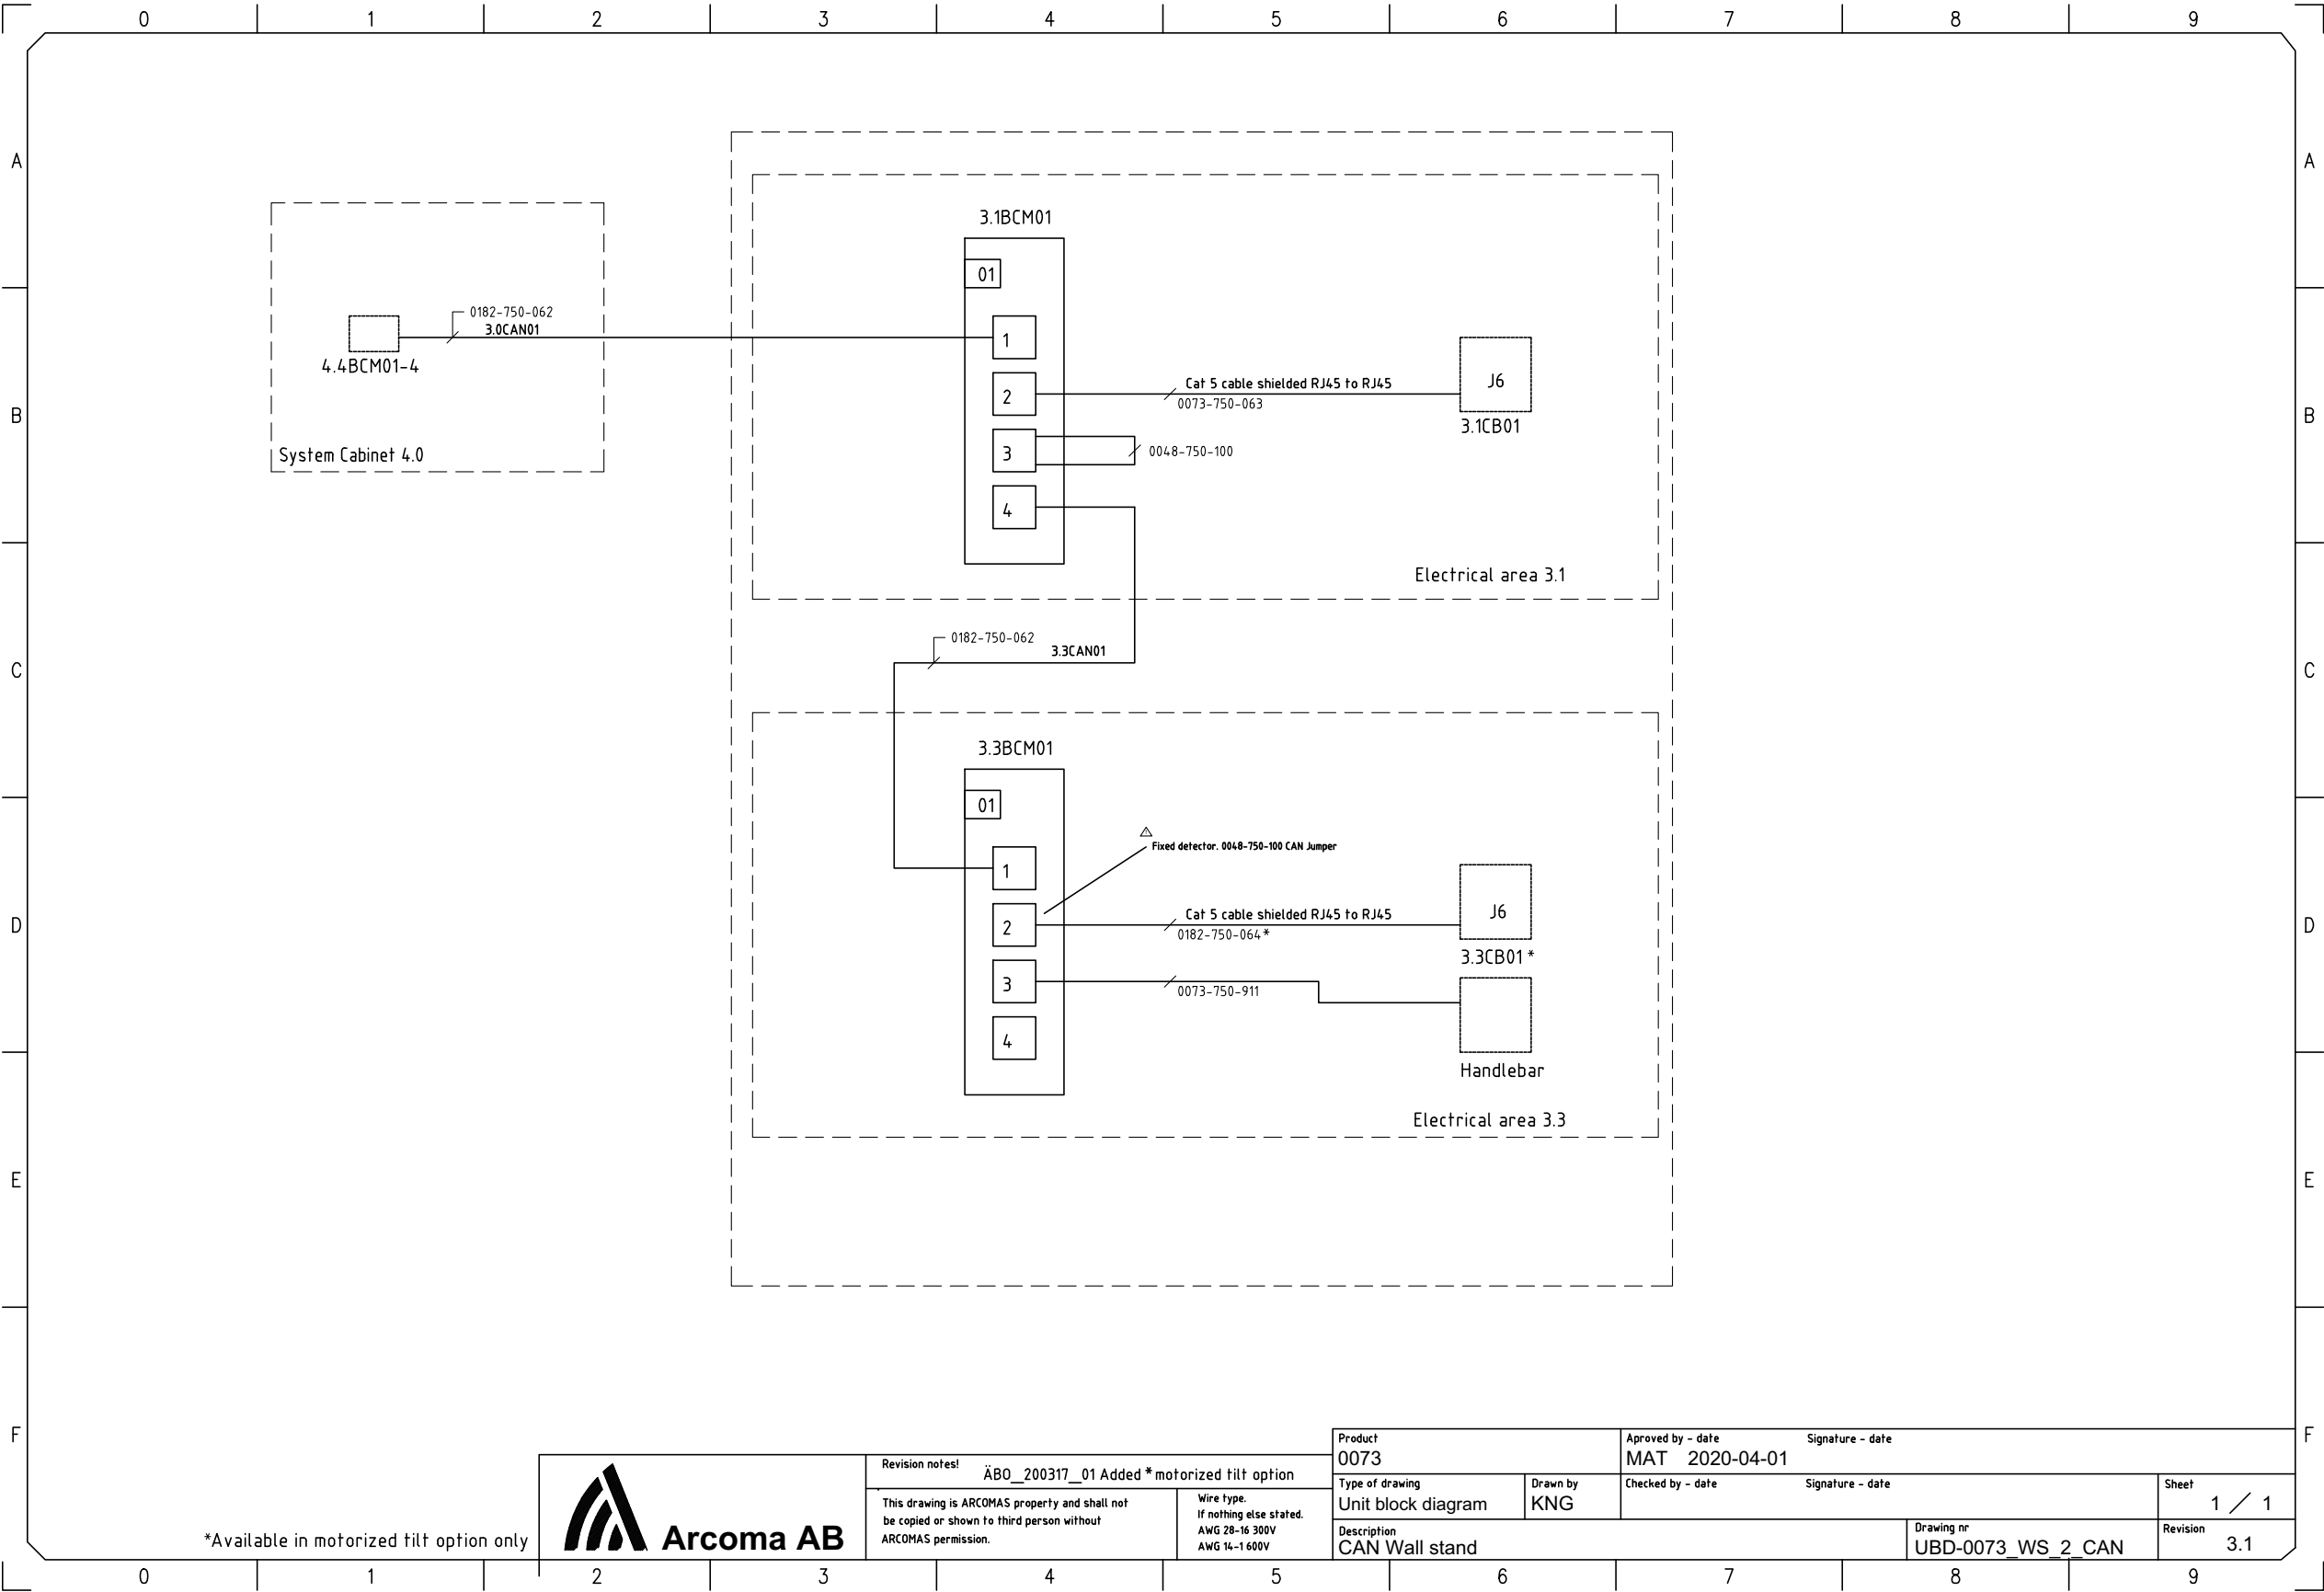 0 1 2 3 4 5 6 7 8 9
A A
3.1BCM01
01
0182-750-062
3.0CAN01
1
4.4BCM01-4
Cat 5 cable shielded RJ45 to RJ45
J6
2
0073-750-063
B B
3.1CB01
System Cabinet 4.0
3
0048-750-100
4
Electrical area 3.1
0182-750-062
3.3CAN01
C C
3.3BCM01
01
Fixed detector. 0048-750-100 CAN Jumper
1
Cat 5 cable shielded RJ45 to RJ45
J6
2
0182-750-064*
D D
3.3CB01*
3
0073-750-911
4
Handlebar
Electrical area 3.3
E E
F F
*Available in motorized tilt option only
Arcoma AB
Revision notes!
ÄBO_200317_01 Added * motorized tilt option
This drawing is ARCOMAS property and shall not
be copied or shown to third person without
ARCOMAS permission.
Wire type.
If nothing else stated.
AWG 28-16 300V
AWG 14-1 600V
Product
0073
Aproved by - date
Signature - date
MAT 2020-04-01
Type of drawing
Unit block diagram
Drawn by
KNG
Checked by - date
Signature - date
Sheet
1 / 1
Description
CAN Wall stand
Drawing nr
UBD-0073_WS_2_CAN
Revision
3.1
0 1 2 3 4 5 6 7 8 9